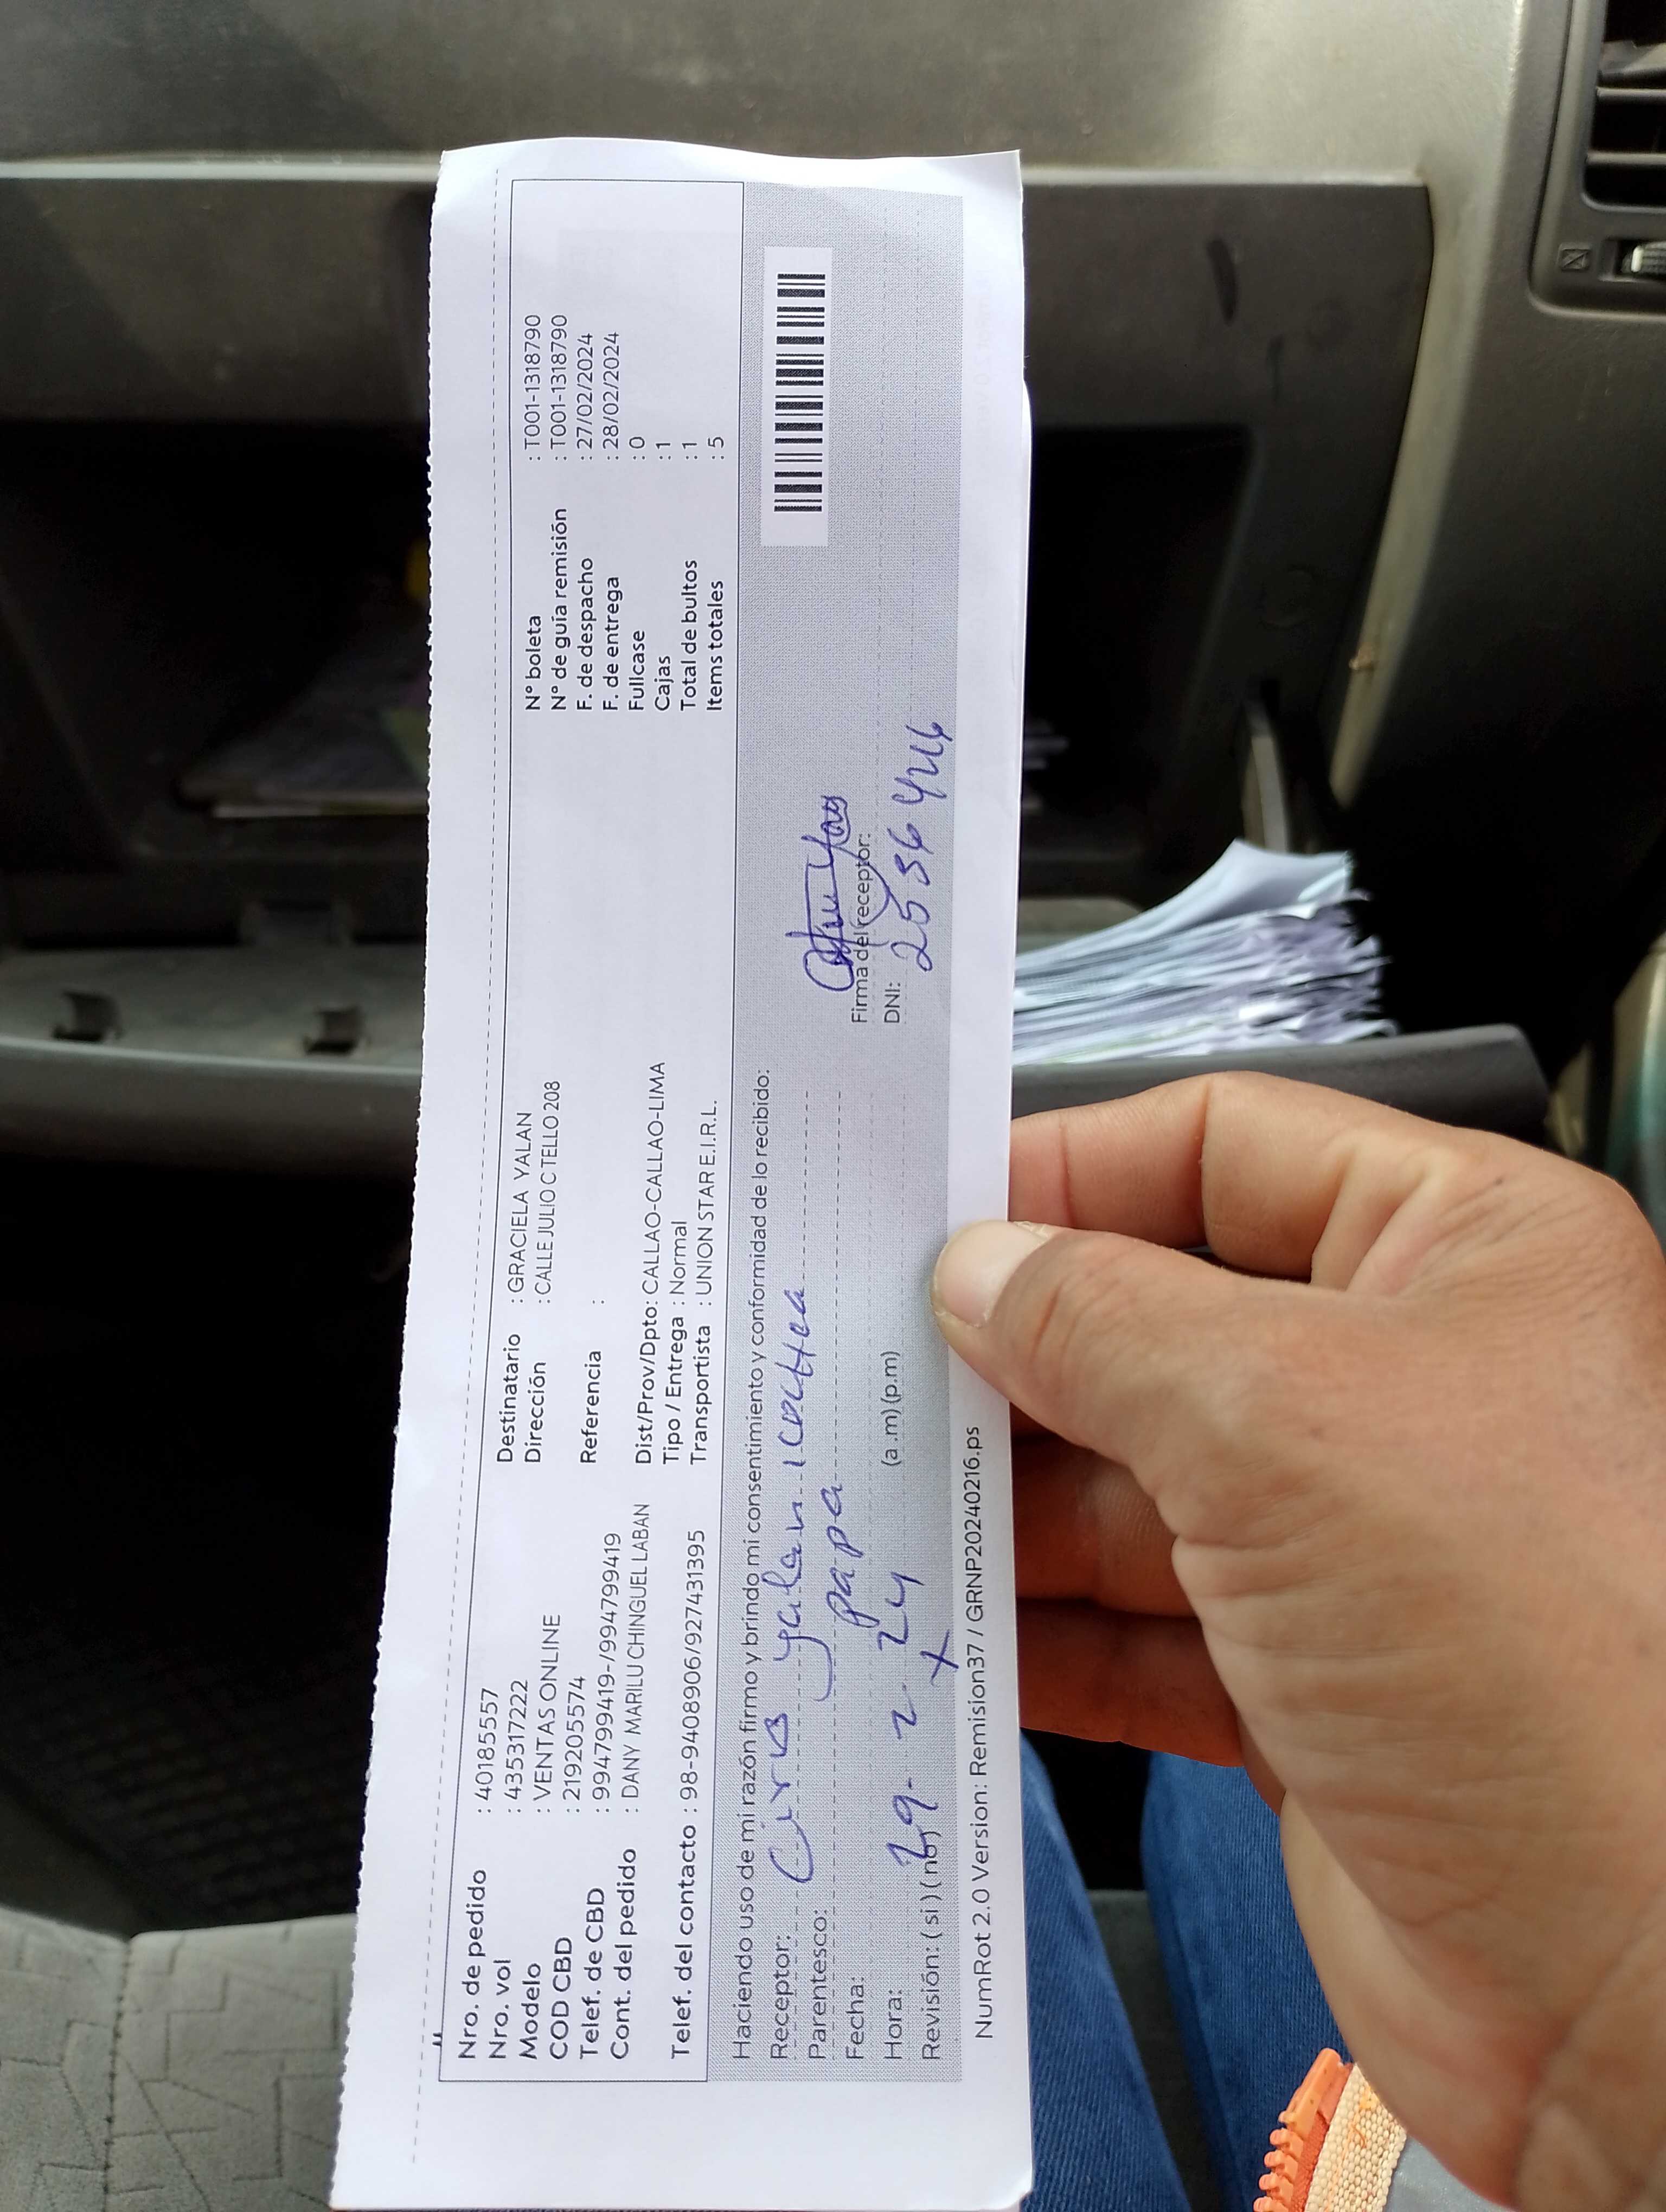 Nro. de pedido : 40185557
Nro. vol : 435317222
Modelo : VENTAS ONLINE
COD CBD : 219205574
Telef. de CBD : 994799419-/994799419
Cont. del pedido : DANY MARILU CHINGUEL LABAN
Telef. del contacto : 98-9408906/927431395
Destinatario : GRACIELA YALAN
Dirección : CALLE JULIO C TELLO 208
Referencia :
Dist/Prov/Dpto: CALLAO-CALLAO-LIMA
Tipo / Entrega : Normal
Transportista : UNION STAR E.I.R.L.
N° boleta : T001-1318790
N° de guía remisión : T001-1318790
F. de despacho : 27/02/2024
F. de entrega : 28/02/2024
Fullcase : 0
Cajas : 1
Total de bultos : 1
Items totales : 5
Haciendo uso de mi razón firmo y brindo mi consentimiento y conformidad de lo recibido:
Receptor: yalan
Parentesco: papa
Fecha:
Hora: 29- 2- 24 (a .m) (p.m)
Revisión: ( si ) ( no ) X
Firma del receptor:
DNI:
NumRot 2.0 Version: Remision37 / GRNP20240216.ps